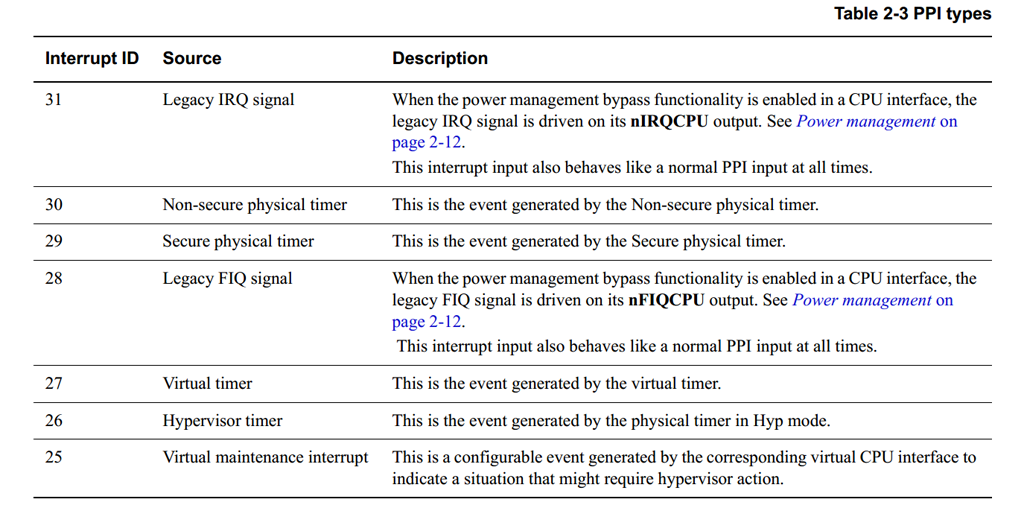 Table 2-3 PPI types
Interrupt ID Source Description
31 Legacy IRQ signal When the power management bypass functionality is enabled in a CPU interface, the
legacy IRQ signal is driven on its nIRQCPU output. See Power management on
page 2-12.
This interrupt input also behaves like a normal PPI input at all times.
30 Non-secure physical timer This is the event generated by the Non-secure physical timer.
29 Secure physical timer This is the event generated by the Secure physical timer.
28 Legacy FIQ signal When the power management bypass functionality is enabled in a CPU interface, the
legacy FIQ signal is driven on its nFIQCPU output. See Power management on
page 2-12.
This interrupt input also behaves like a normal PPI input at all times.
27 Virtual timer This is the event generated by the virtual timer.
26 Hypervisor timer This is the event generated by the physical timer in Hyp mode.
25 Virtual maintenance interrupt This is a configurable event generated by the corresponding virtual CPU interface to
indicate a situation that might require hypervisor action.